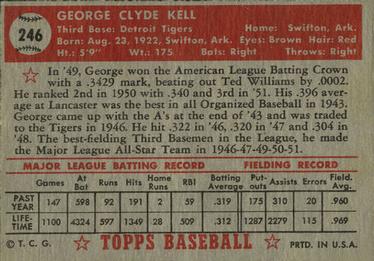 246
GEORGE CLYDE KELL
Third Base: Detroit Tigers Home: Swifton, Ark.
Born: Aug. 23, 1922, Swifton, Ark. Eyes: Brown Hair: Red
Ht.: 5'9" Wt.: 175 Bats: Right Throws: Right
In '49, George won the American League Batting Crown
with a .3429 mark, beating out Ted Williams by .0002.
He ranked 2nd in 1950 with .340 and 3rd in '51. His .396
average at Lancaster was the best in all Organized Baseball in 1943.
George came up with the A's at the end of '43 and was traded
to the Tigers in 1946. He hit .322 in '46, .320 in '47 and .304 in '48.
The best-fielding Third Basemen in the League, he made
the Major League All-Star Team in 1946-47-49-50-51.
MAJOR LEAGUE BATTING RECORD FIELDING RECORD
Games At Bat Runs Hits Home Runs RBI Batting Average Put-outs Assists Errors Field. Avg.
PAST YEAR 147 598 92 191 2 59 .319 175 310 20 .960
LIFE-TIME 1100 4324 597 1349 28 509 .312 1287 2279 115 .969
© T. C. G. TOPPS BASEBALL PRTD. IN U.S.A.